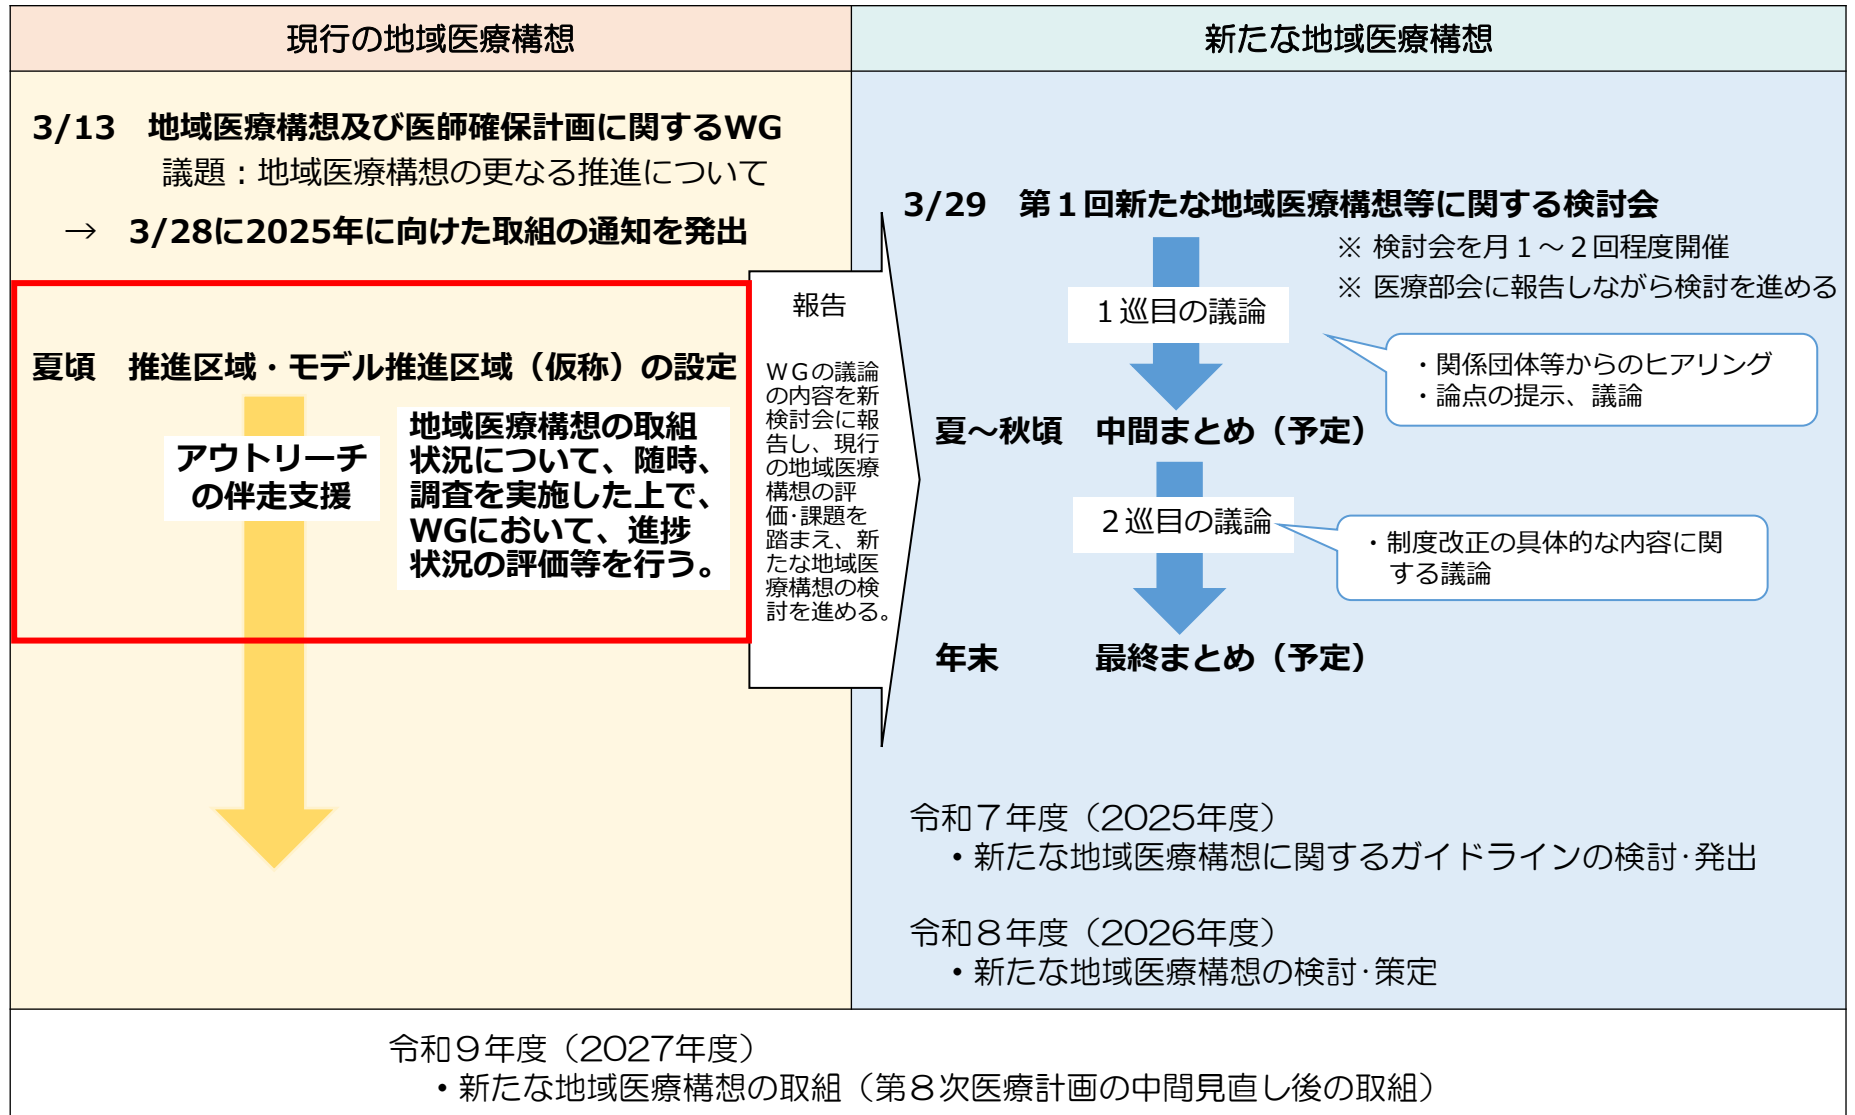 現行の地域医療構想
新たな地域医療構想
3/13　地域医療構想及び医師確保計画に関するWG
議題：地域医療構想の更なる推進について
→　3/28に2025年に向けた取組の通知を発出
夏頃　推進区域・モデル推進区域（仮称）の設定
アウトリーチ
の伴走支援
地域医療構想の取組
状況について、随時、
調査を実施した上で、
WGにおいて、進捗
状況の評価等を行う。
報告
ＷＧの議論
の内容を新
検討会に報
告し、現行
の地域医療
構想の評
価･課題を
踏まえ、新
たな地域医
療構想の検
討を進める。
3/29　第１回新たな地域医療構想等に関する検討会
※ 検討会を月１～２回程度開催
※ 医療部会に報告しながら検討を進める
１巡目の議論
・関係団体等からのヒアリング
・論点の提示、議論
夏～秋頃　中間まとめ（予定）
２巡目の議論
・制度改正の具体的な内容に関
する議論
年末　　　最終まとめ（予定）
令和７年度（2025年度）
・新たな地域医療構想に関するガイドラインの検討･発出
令和８年度（2026年度）
・新たな地域医療構想の検討･策定
令和９年度（2027年度）
・新たな地域医療構想の取組（第８次医療計画の中間見直し後の取組）